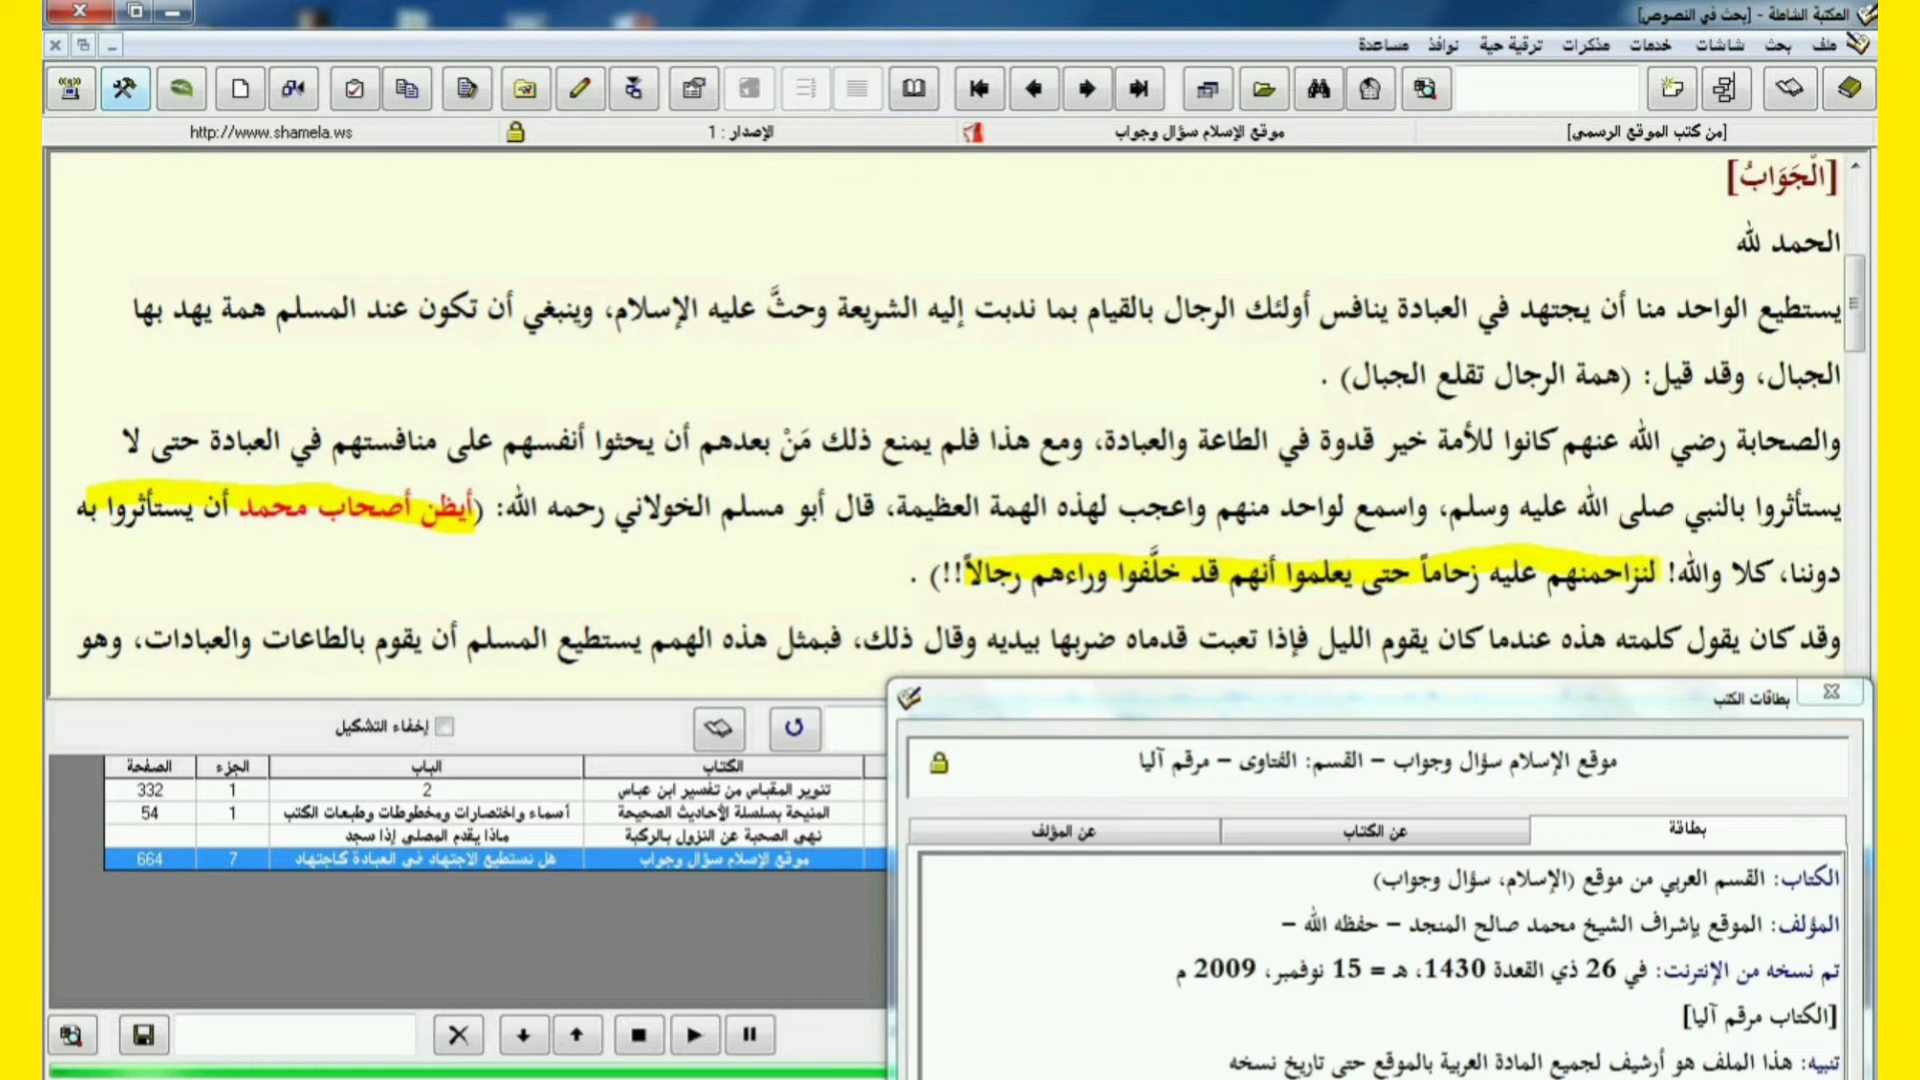 المكتبة الشاملة - [بحث في النصوص]
ملف بحث شاشات خدمات مذكرات ترقية حية نوافذ مساعدة
[من كتب الموقع الرسمي] موقع الإسلام سؤال وجواب الإصدار : 1 http://www.shamela.ws
[الْجَوَابُ]
الحمد لله
يستطيع الواحد منا أن يجتهد في العبادة ينافس أولئك الرجال بالقيام بما ندبت إليه الشريعة وحثَّ عليه الإسلام، وينبغي أن تكون عند المسلم همة يهد بها
الجبال، وقد قيل: (همة الرجال تقلع الجبال) .
والصحابة رضي الله عنهم كانوا للأمة خير قدوة في الطاعة والعبادة، ومع هذا فلم يمنع ذلك مَنْ بعدهم أن يحثوا أنفسهم على منافستهم في العبادة حتى لا
يستأثروا بالنبي صلى الله عليه وسلم، واسمع لواحد منهم واعجب لهذه الهمة العظيمة، قال أبو مسلم الخولاني رحمه الله: (أيظن أصحاب محمد أن يستأثروا به
دوننا، كلا والله! لنزاحمنهم عليه زحاماً حتى يعلموا أنهم قد خلَّفوا وراءهم رجالاً!!) .
وقد كان يقول كلمته هذه عندما كان يقوم الليل فإذا تعبت قدماه ضربها بيديه وقال ذلك، فبمثل هذه الهمم يستطيع المسلم أن يقوم بالطاعات والعبادات، وهو
إخفاء التشكيل
الكتاب الباب الجزء الصفحة
تنوير المقباس من تفسير ابن عباس 2 1 332
المنيحة بسلسلة الأحاديث الصحيحة أسماء واختصارات ومخطوطات وطبعات الكتب 1 54
نهى الصحبة عن النزول بالركبة ماذا يقدم المصلي إذا سجد
موقع الإسلام سؤال وجواب هل نستطيع الاجتهاد في العبادة كاجتهاد 7 664
بطاقات الكتب
موقع الإسلام سؤال وجواب - القسم: الفتاوى - مرقم آليا
بطاقة عن الكتاب عن المؤلف
الكتاب: القسم العربي من موقع (الإسلام، سؤال وجواب)
المؤلف: الموقع بإشراف الشيخ محمد صالح المنجد - حفظه الله -
تم نسخه من الإنترنت: في 26 ذي القعدة 1430، هـ = 15 نوفمبر، 2009 م
[الكتاب مرقم آليا]
تنبيه: هذا الملف هو أرشيف لجميع المادة العربية بالموقع حتى تاريخ نسخه